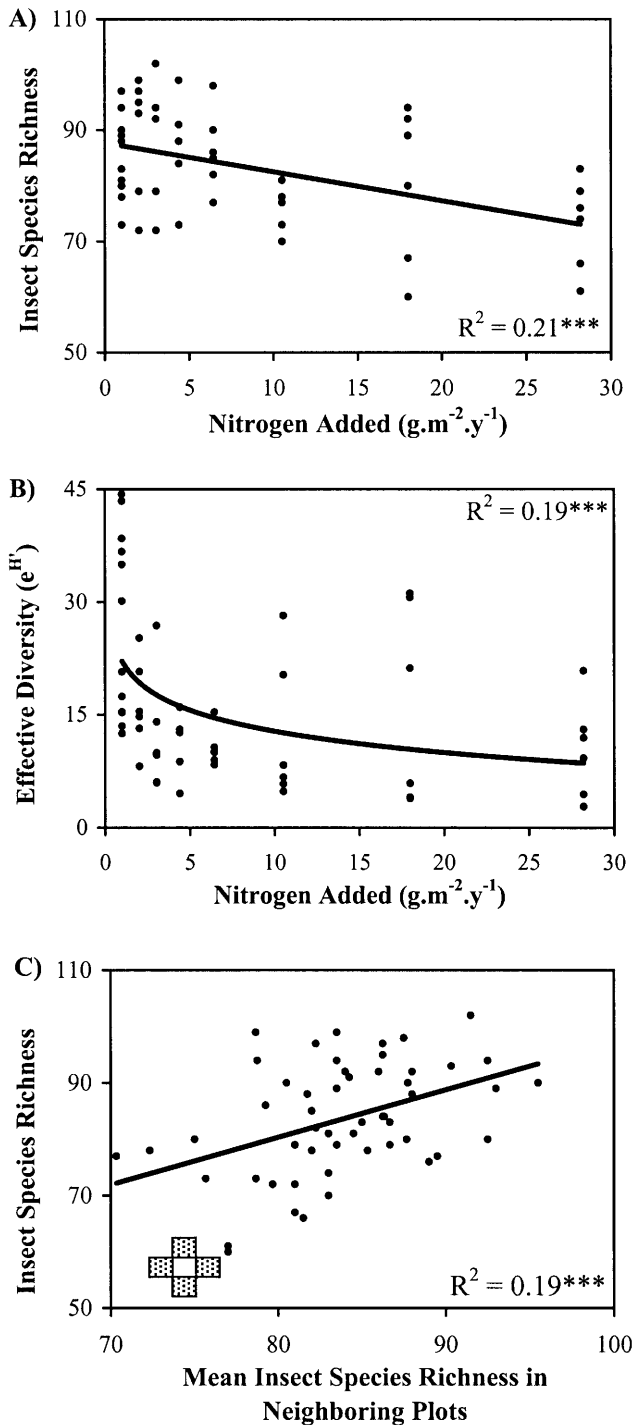 A)
110
90
70
50
Insect Species Richness
R² = 0.21***
0 5 10 15 20 25 30
Nitrogen Added (g.m⁻².y⁻¹)
B)
45
30
15
0
Effective Diversity (e^H')
R² = 0.19***
0 5 10 15 20 25 30
Nitrogen Added (g.m⁻².y⁻¹)
C)
110
90
70
50
Insect Species Richness
R² = 0.19***
70 80 90 100
Mean Insect Species Richness in
Neighboring Plots